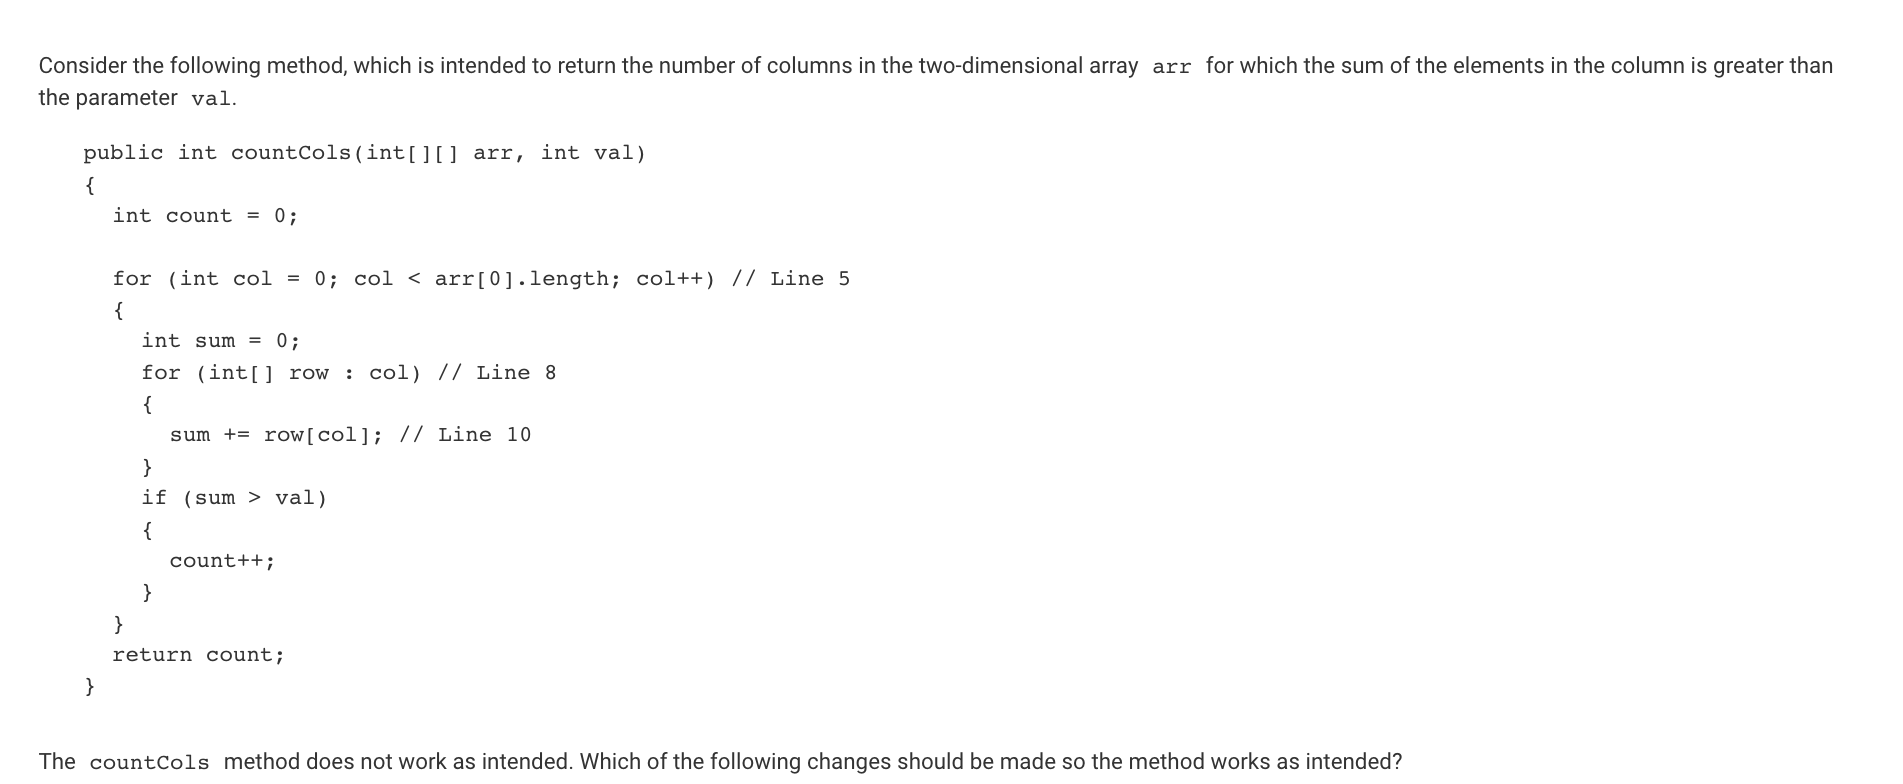 Consider the following method, which is intended to return the number of columns in the two-dimensional array arr for which the sum of the elements in the column is greater than
the parameter val.
public int countCols(int[][] arr, int val)
{
int count = 0;
for (int col = 0; col < arr[0].length; col++) // Line 5
{
int sum = 0;
for (int[] row : col) // Line 8
{
sum += row[col]; // Line 10
}
if (sum > val)
{
count++;
}
}
return count;
}
The countCols method does not work as intended. Which of the following changes should be made so the method works as intended?